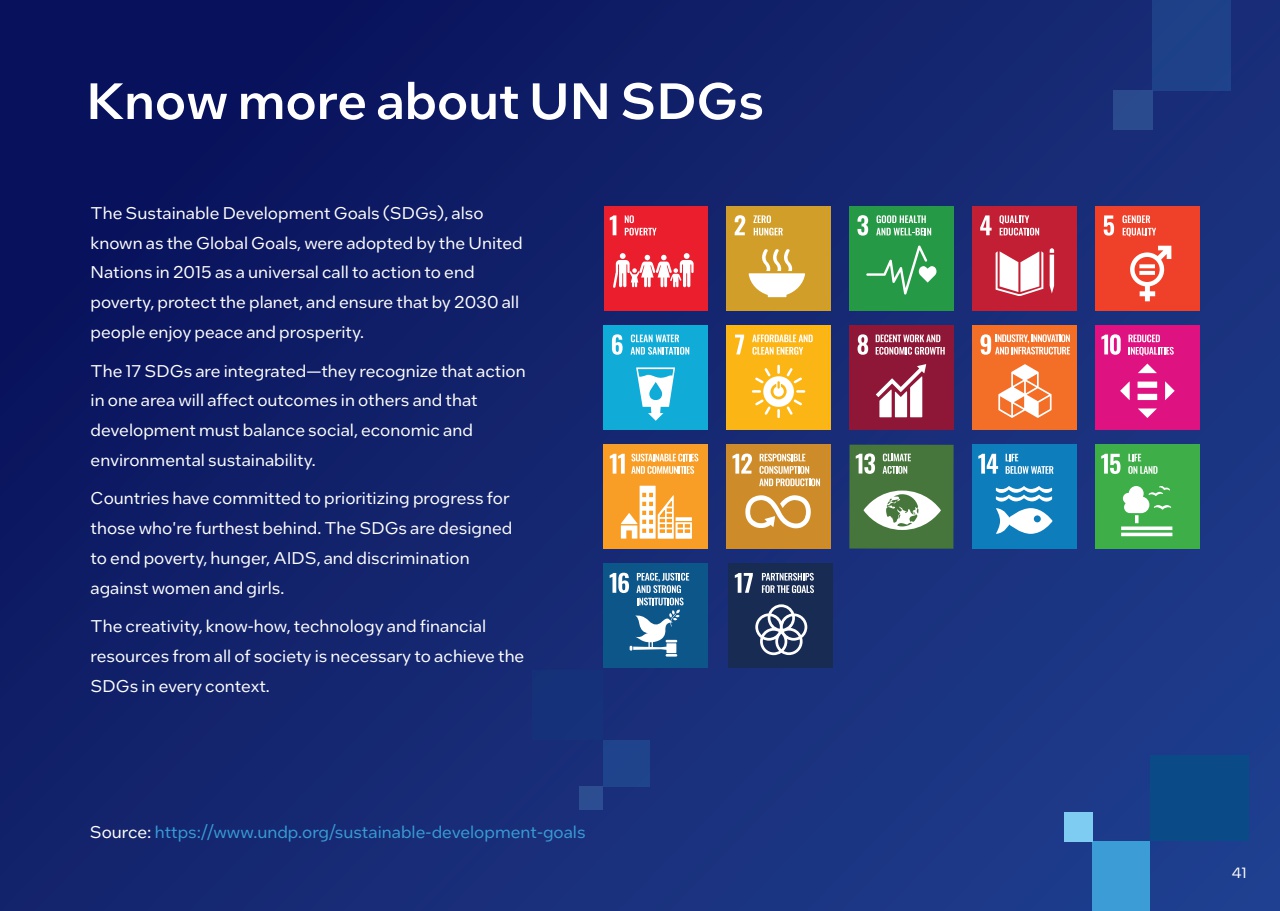 Know more about UN SDGs
The Sustainable Development Goals (SDGs), also
known as the Global Goals, were adopted by the United
Nations in 2015 as a universal call to action to end
poverty, protect the planet, and ensure that by 2030 all
people enjoy peace and prosperity.
The 17 SDGs are integrated—they recognize that action
in one area will affect outcomes in others and that
development must balance social, economic and
environmental sustainability.
Countries have committed to prioritizing progress for
those who're furthest behind. The SDGs are designed
to end poverty, hunger, AIDS, and discrimination
against women and girls.
The creativity, know-how, technology and financial
resources from all of society is necessary to achieve the
SDGs in every context.
1 NO
POVERTY
2 ZERO
HUNGER
3 GOOD HEALTH
AND WELL-BEIN
4 QUALITY
EDUCATION
5 GENDER
EQUALITY
6 CLEAN WATER
AND SANITATION
7 AFFORDABLE AND
CLEAN ENERGY
8 DECENT WORK AND
ECONOMIC GROWTH
9 INDUSTRY, INNOVATION
AND INFRASTRUCTURE
10 REDUCED
INEQUALITIES
11 SUSTAINABLE CITIES
AND COMMUNITIES
12 RESPONSIBLE
CONSUMPTION
AND PRODUCTION
13 CLIMATE
ACTION
14 LIFE
BELOW WATER
15 LIFE
ON LAND
16 PEACE, JUSTICE
AND STRONG
INSTITUTIONS
17 PARTNERSHIPS
FOR THE GOALS
Source: https://www.undp.org/sustainable-development-goals
41